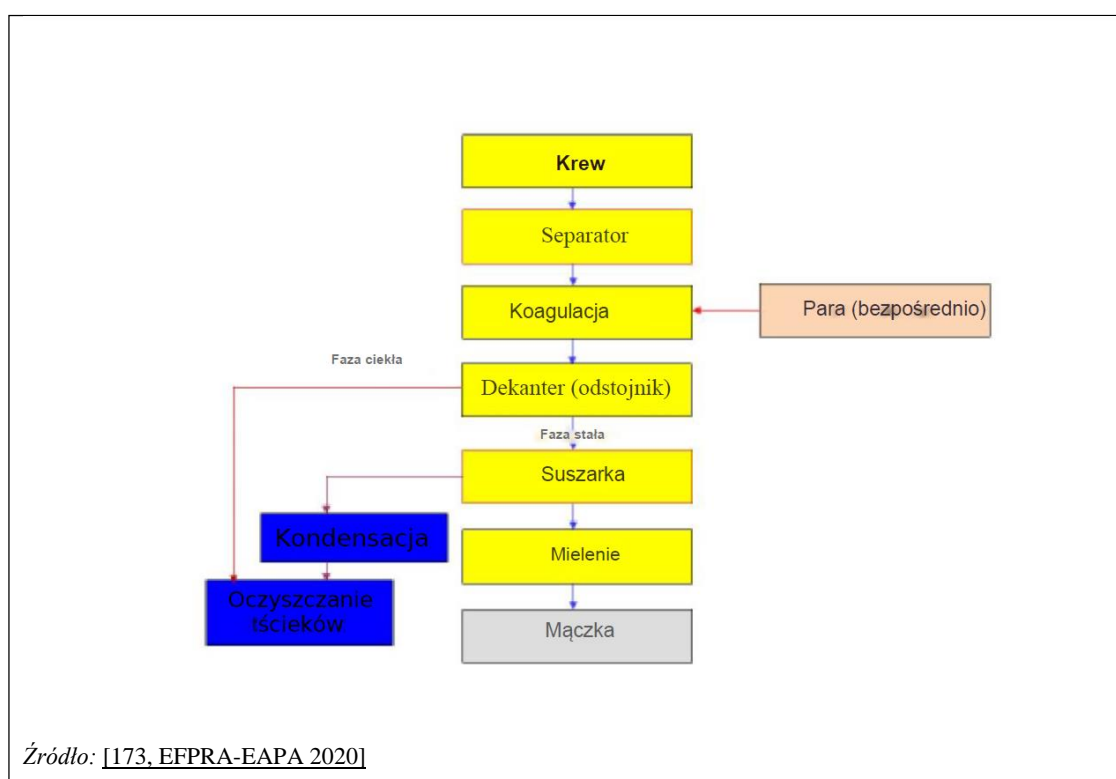 Krew
Separator
Koagulacja
Para (bezpośrednio)
Faza ciekła
Dekanter (odstojnik)
Faza stała
Suszarka
Kondensacja
Mielenie
Oczyszczanie
tścieków
Mączka
Źródło: [173, EFPRA-EAPA 2020]